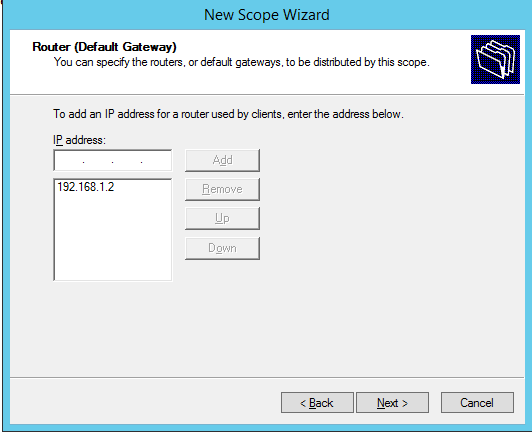 New Scope Wizard
Router (Default Gateway)
You can specify the routers, or default gateways, to be distributed by this scope.
To add an IP address for a router used by clients, enter the address below.
IP address:
. . .
Add
192.168.1.2
Remove
Up
Down
< Back
Next >
Cancel